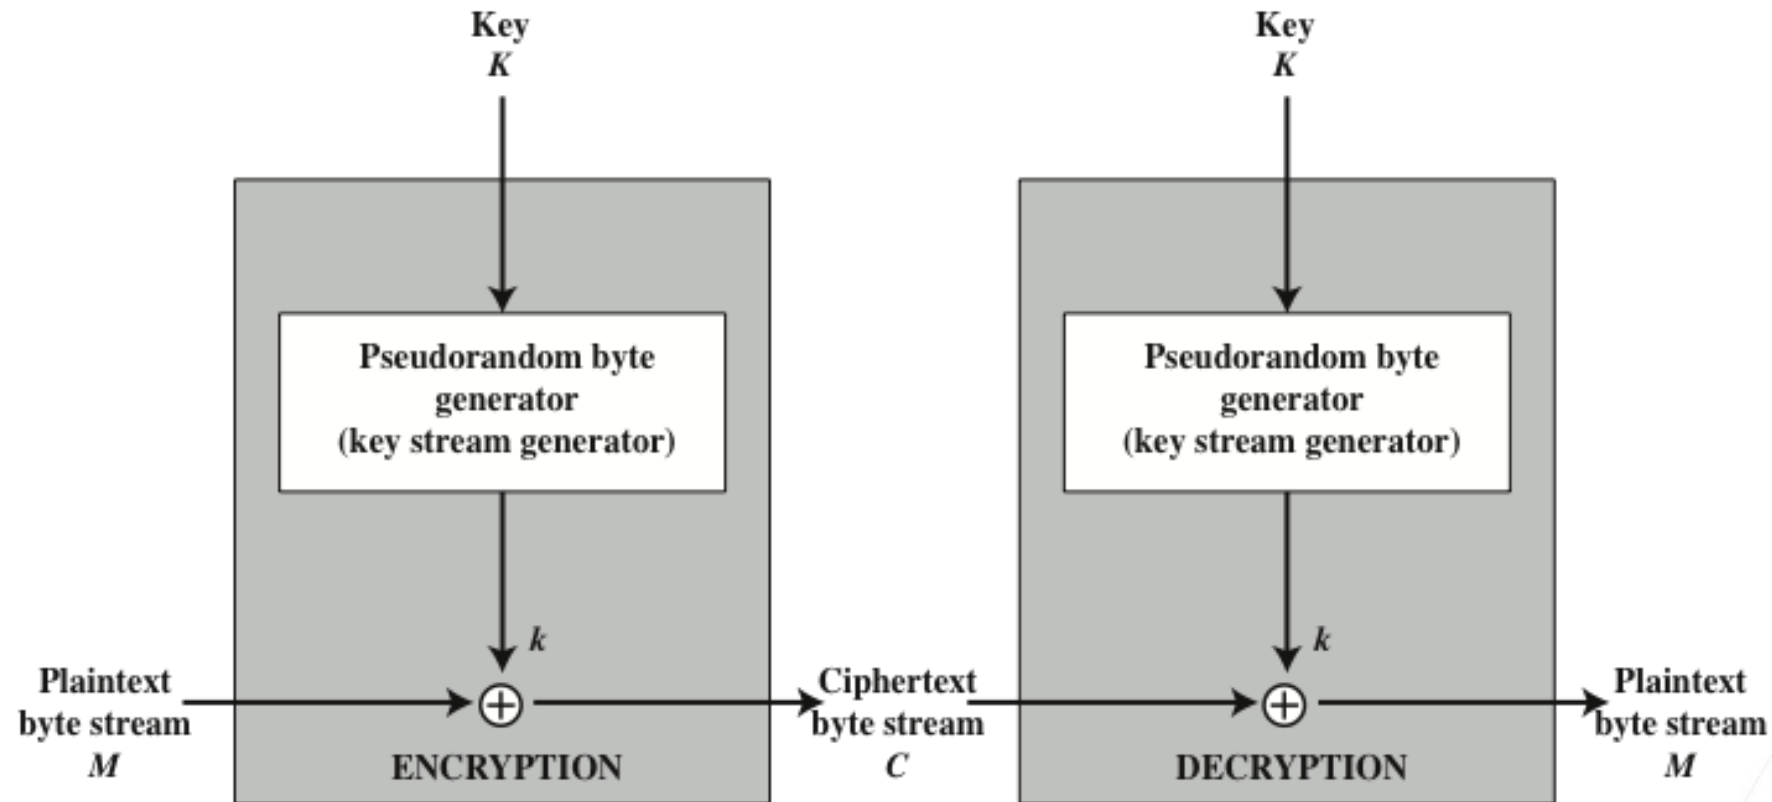 Key
K
Key
K
Pseudorandom byte
generator
(key stream generator)
Pseudorandom byte
generator
(key stream generator)
k
k
Plaintext
byte stream
M
ENCRYPTION
Ciphertext
byte stream
C
DECRYPTION
Plaintext
byte stream
M